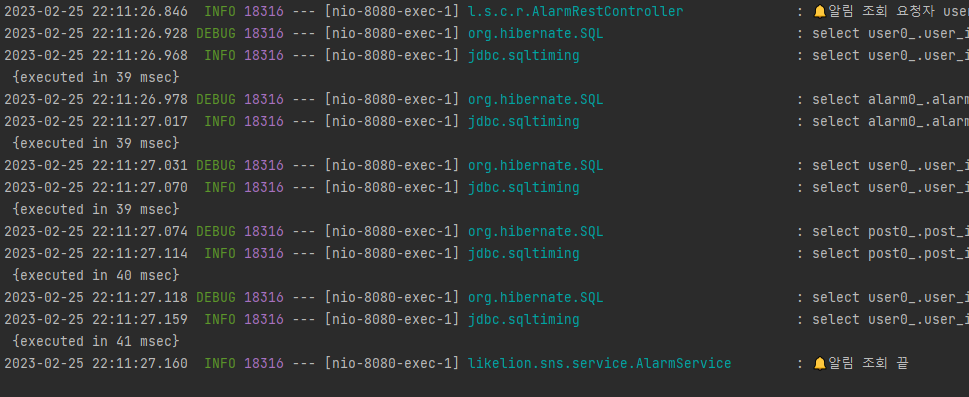 2023-02-25 22:11:26.846  INFO 18316 --- [nio-8080-exec-1] l.s.c.r.AlarmRestController              : 🔔알림 조회 요청자 user
2023-02-25 22:11:26.928 DEBUG 18316 --- [nio-8080-exec-1] org.hibernate.SQL                        : select user0_.user_i
2023-02-25 22:11:26.968  INFO 18316 --- [nio-8080-exec-1] jdbc.sqltiming                           : select user0_.user_i
 {executed in 39 msec}
2023-02-25 22:11:26.978 DEBUG 18316 --- [nio-8080-exec-1] org.hibernate.SQL                        : select alarm0_.alarm
2023-02-25 22:11:27.017  INFO 18316 --- [nio-8080-exec-1] jdbc.sqltiming                           : select alarm0_.alarm
 {executed in 39 msec}
2023-02-25 22:11:27.031 DEBUG 18316 --- [nio-8080-exec-1] org.hibernate.SQL                        : select user0_.user_i
2023-02-25 22:11:27.070  INFO 18316 --- [nio-8080-exec-1] jdbc.sqltiming                           : select user0_.user_i
 {executed in 39 msec}
2023-02-25 22:11:27.074 DEBUG 18316 --- [nio-8080-exec-1] org.hibernate.SQL                        : select post0_.post_i
2023-02-25 22:11:27.114  INFO 18316 --- [nio-8080-exec-1] jdbc.sqltiming                           : select post0_.post_i
 {executed in 40 msec}
2023-02-25 22:11:27.118 DEBUG 18316 --- [nio-8080-exec-1] org.hibernate.SQL                        : select user0_.user_i
2023-02-25 22:11:27.159  INFO 18316 --- [nio-8080-exec-1] jdbc.sqltiming                           : select user0_.user_i
 {executed in 41 msec}
2023-02-25 22:11:27.160  INFO 18316 --- [nio-8080-exec-1] likelion.sns.service.AlarmService        : 🔔알림 조회 끝